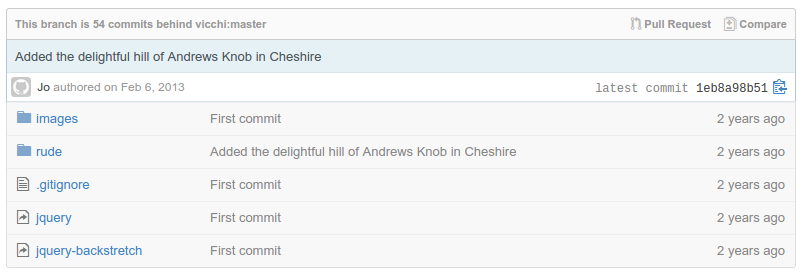 This branch is 54 commits behind vicchi:master Pull Request Compare
Added the delightful hill of Andrews Knob in Cheshire
Jo authored on Feb 6, 2013 latest commit 1eb8a98b51
images First commit 2 years ago
rude Added the delightful hill of Andrews Knob in Cheshire 2 years ago
.gitignore First commit 2 years ago
jquery First commit 2 years ago
jquery-backstretch First commit 2 years ago